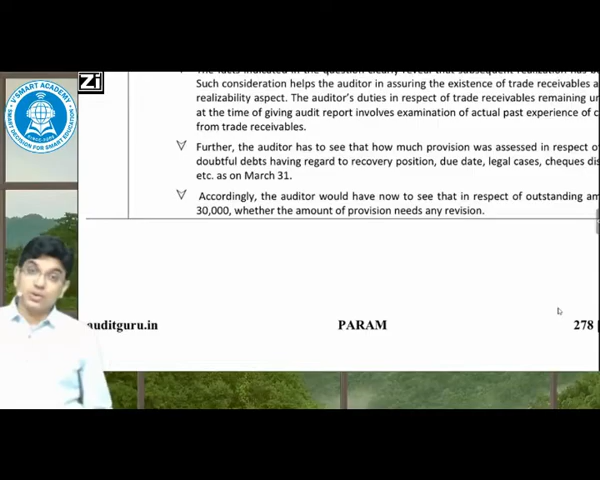 V'SMART ACADEMY
SMART DECISION FOR SMART EDUCATION
Zi
The facts indicated in the question clearly reveal that subsequent realization has
Such consideration helps the auditor in assuring the existence of trade receivables a
realizability aspect. The auditor's duties in respect of trade receivables remaining
at the time of giving audit report involves examination of actual past experience of
from trade receivables.
Further, the auditor has to see that how much provision was assessed in respect of
doubtful debts having regard to recovery position, due date, legal cases, cheques dis
etc. as on March 31.
Accordingly, the auditor would have now to see that in respect of outstanding am
30,000, whether the amount of provision needs any revision.
auditguru.in
PARAM
278